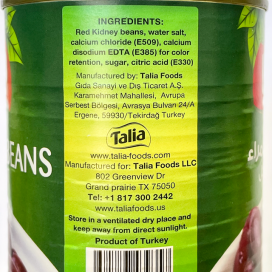 INGREDIENTS:
Red Kidney beans, water salt,
calcium chloride (E509), calcium
disodium EDTA (E385) for color
retention, sugar, citric acid (E330)
Manufactured by: Talia Foods
Gıda Sanayi ve Dış Ticaret A.Ş.
Karamehmet Mahallesi, Avrupa
Serbest Bölgesi, Avrasya Bulvarı 24/A
Ergene, 59930/Tekirdağ Turkey
Talia
www.talia-foods.com
Manufactured for: Talia Foods LLC
802 Greenview Dr
Grand prairie TX 75050
Tel: +1 817 300 2442
www.taliafoods.us
Store in a ventilated dry place and
keep away from direct sunlight.
Product of Turkey
EANS